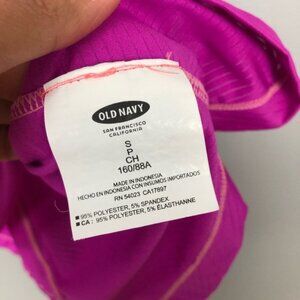 OLD NAVY
SAN FRANCISCO
CALIFORNIA
S
P
CH
160/88A
MADE IN INDONESIA
HECHO EN INDONESIA CON INSUMOS IMPORTADOS
RN 54023 CA17897
95% POLYESTER, 5% SPANDEX
CA : 95% POLYESTER, 5% ÉLASTHANNE